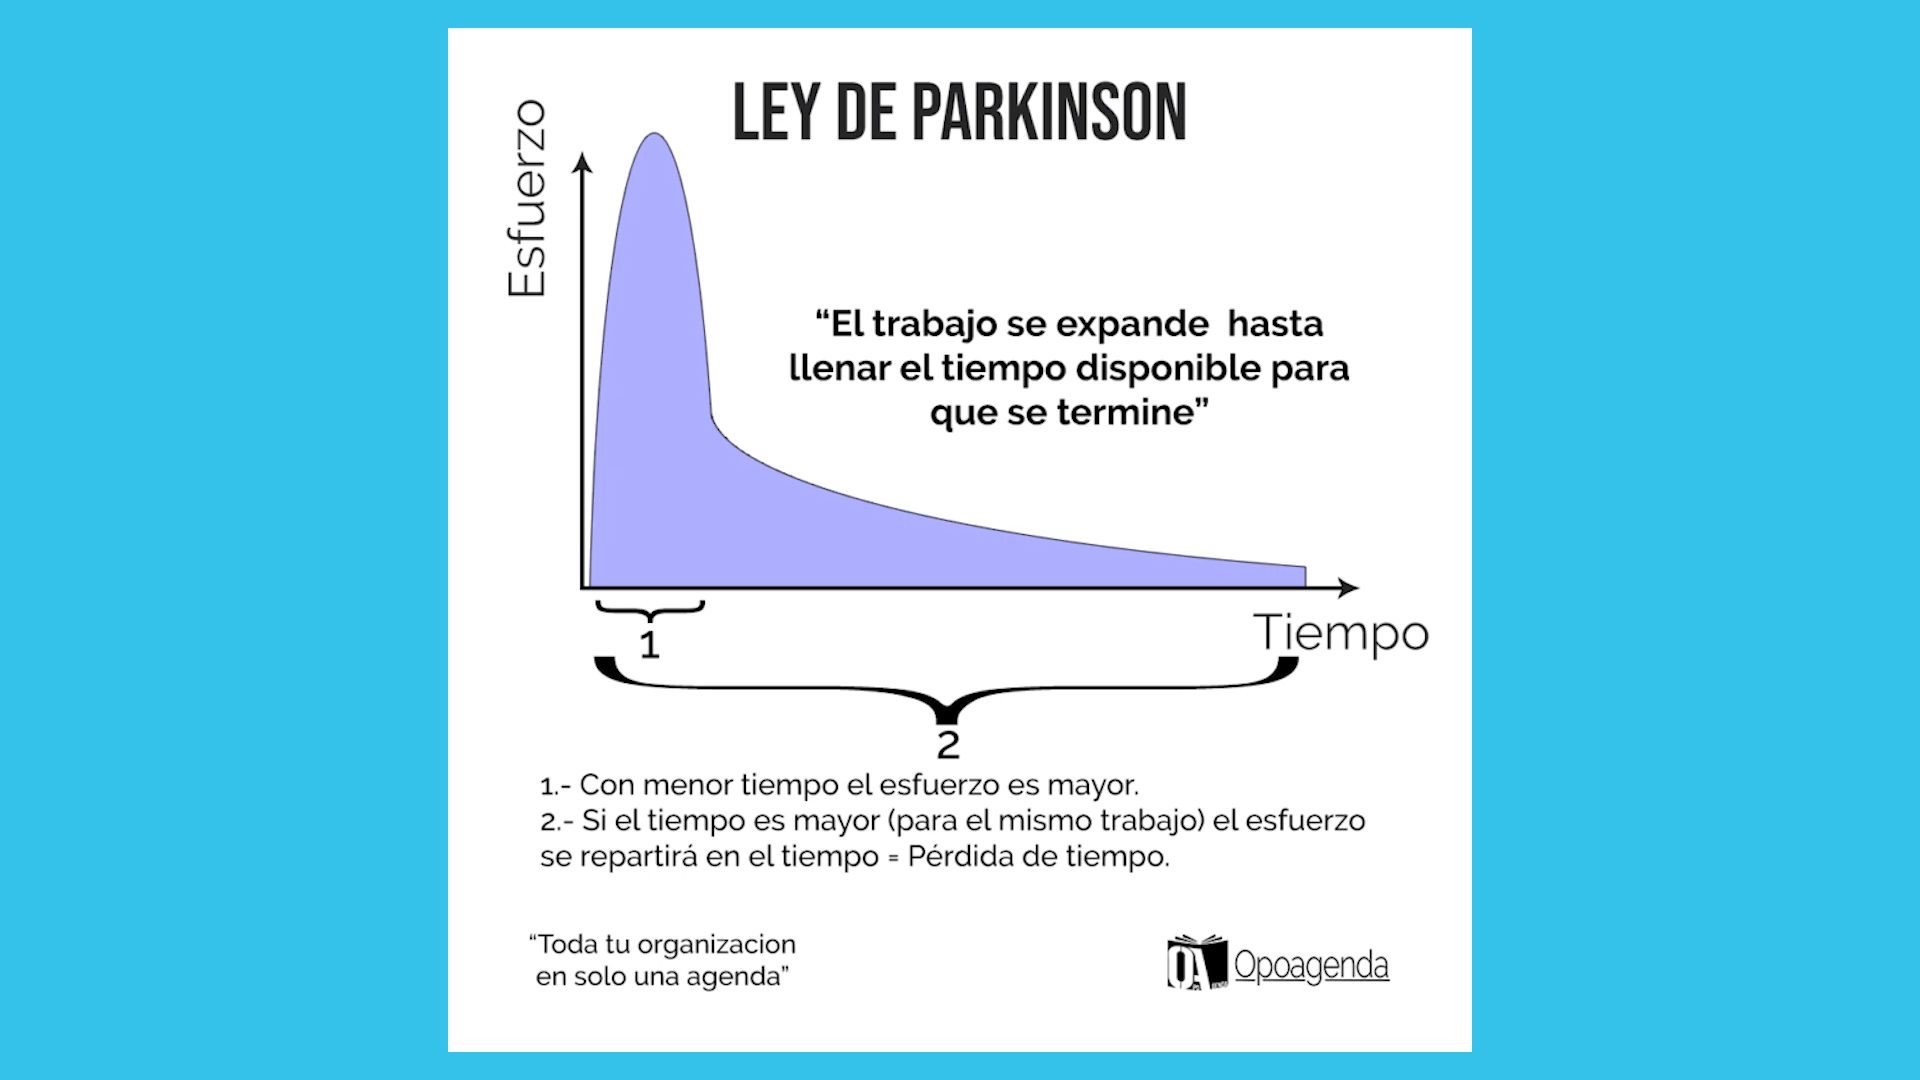 LEY DE PARKINSON
Esfuerzo
“El trabajo se expande hasta
llenar el tiempo disponible para
que se termine”
Tiempo
1
2
1.- Con menor tiempo el esfuerzo es mayor.
2.- Si el tiempo es mayor (para el mismo trabajo) el esfuerzo
se repartirá en el tiempo = Pérdida de tiempo.
“Toda tu organizacion
en solo una agenda”
OA
Opoagenda